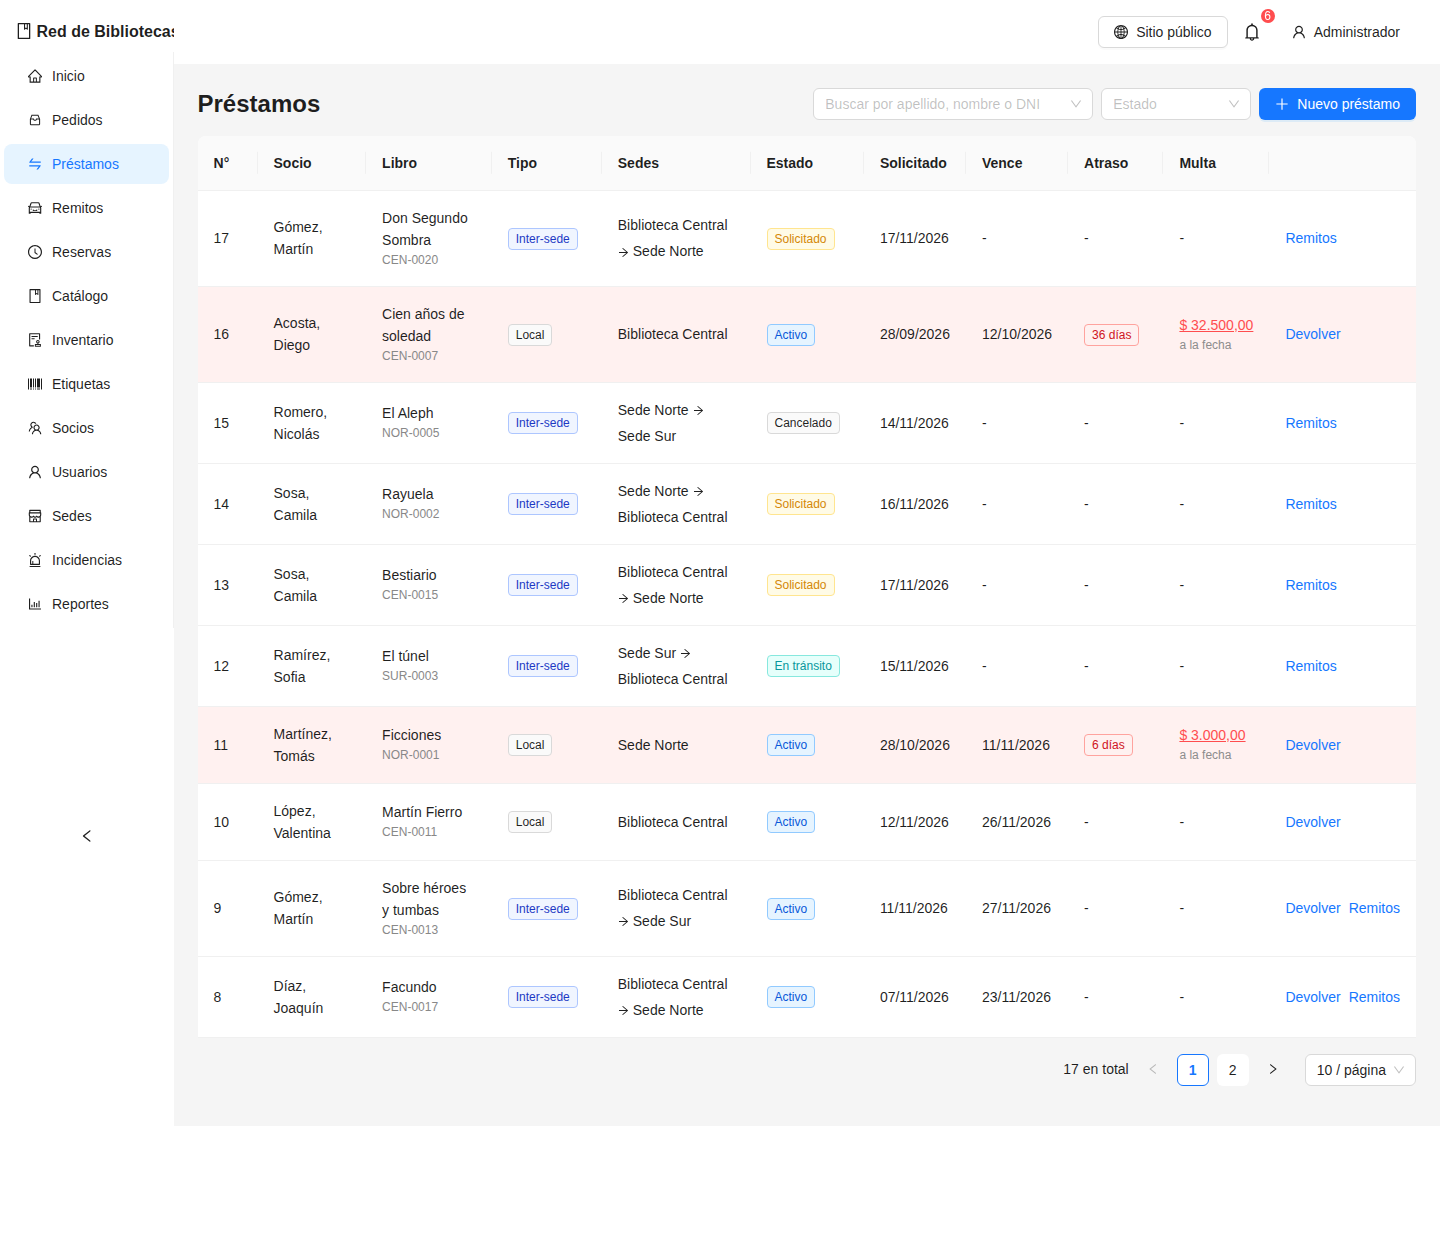 Red de Bibliotecas
Sitio público
6
Administrador
Inicio
Pedidos
Préstamos
Remitos
Reservas
Catálogo
Inventario
Etiquetas
Socios
Usuarios
Sedes
Incidencias
Reportes
Préstamos
Buscar por apellido, nombre o DNI
Estado
Nuevo préstamo
N° Socio Libro Tipo Sedes Estado Solicitado Vence Atraso Multa
17 Gómez, Martín Don Segundo Sombra CEN-0020 Inter-sede Biblioteca Central → Sede Norte Solicitado 17/11/2026 - - - Remitos
16 Acosta, Diego Cien años de soledad CEN-0007 Local Biblioteca Central Activo 28/09/2026 12/10/2026 36 días $ 32.500,00 a la fecha Devolver
15 Romero, Nicolás El Aleph NOR-0005 Inter-sede Sede Norte → Sede Sur Cancelado 14/11/2026 - - - Remitos
14 Sosa, Camila Rayuela NOR-0002 Inter-sede Sede Norte → Biblioteca Central Solicitado 16/11/2026 - - - Remitos
13 Sosa, Camila Bestiario CEN-0015 Inter-sede Biblioteca Central → Sede Norte Solicitado 17/11/2026 - - - Remitos
12 Ramírez, Sofia El túnel SUR-0003 Inter-sede Sede Sur → Biblioteca Central En tránsito 15/11/2026 - - - Remitos
11 Martínez, Tomás Ficciones NOR-0001 Local Sede Norte Activo 28/10/2026 11/11/2026 6 días $ 3.000,00 a la fecha Devolver
10 López, Valentina Martín Fierro CEN-0011 Local Biblioteca Central Activo 12/11/2026 26/11/2026 - - Devolver
9 Gómez, Martín Sobre héroes y tumbas CEN-0013 Inter-sede Biblioteca Central → Sede Sur Activo 11/11/2026 27/11/2026 - - Devolver Remitos
8 Díaz, Joaquín Facundo CEN-0017 Inter-sede Biblioteca Central → Sede Norte Activo 07/11/2026 23/11/2026 - - Devolver Remitos
17 en total 1 2 10 / página